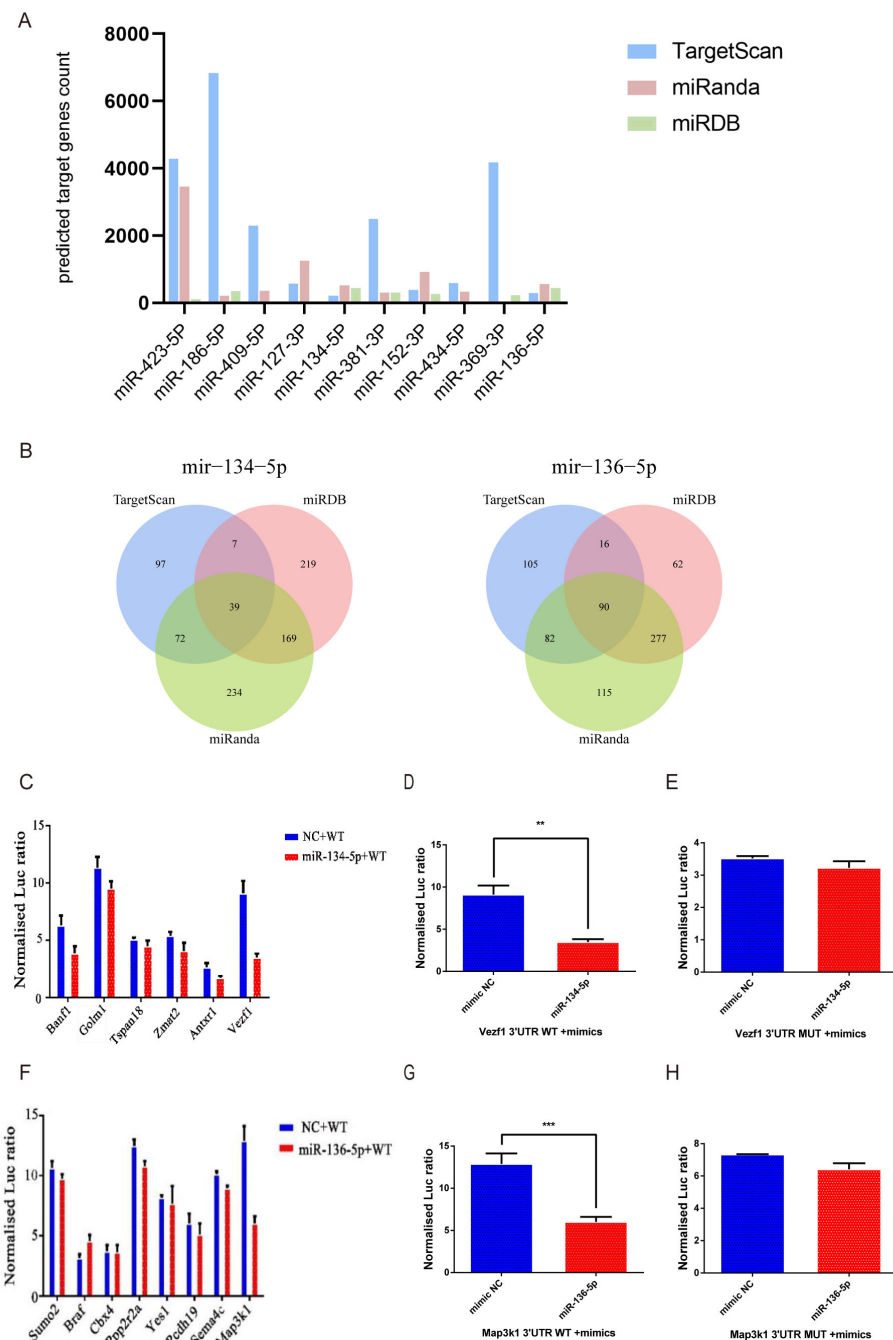 A
8000
6000
4000
2000
0
predicted target genes count
TargetScan
miRanda
miRDB
miR-423-5P
miR-186-5P
miR-409-5P
miR-127-3P
miR-134-5P
miR-381-3P
miR-152-3P
miR-434-5P
miR-369-3P
miR-136-5P
B
mir−134−5p
TargetScan
miRDB
7
97
219
39
72
169
234
miRanda
mir−136−5p
TargetScan
miRDB
16
105
62
90
82
277
115
miRanda
C
15
10
5
0
Normalised Luc ratio
NC+WT
miR-134-5p+WT
Banf1
Golm1
Tspan18
Zmat2
Antxr1
Vezf1
D
**
15
10
5
0
Normalised Luc ratio
mimic NC
miR-134-5p
Vezf1 3'UTR WT +mimics
E
4
3
2
1
0
Normalised Luc ratio
mimic NC
miR-134-5p
Vezf1 3'UTR MUT +mimics
F
15
10
5
0
Normalised Luc ratio
NC+WT
miR-136-5p+WT
Sumo2
Braf
Cbx4
Ppp2r2a
Yes1
Pcdh19
Sema4c
Map3k1
G
***
15
10
5
0
Normalised Luc ratio
mimic NC
miR-136-5p
Map3k1 3'UTR WT +mimics
H
8
6
4
2
0
Normalised Luc ratio
mimic NC
miR-136-5p
Map3k1 3'UTR MUT +mimics